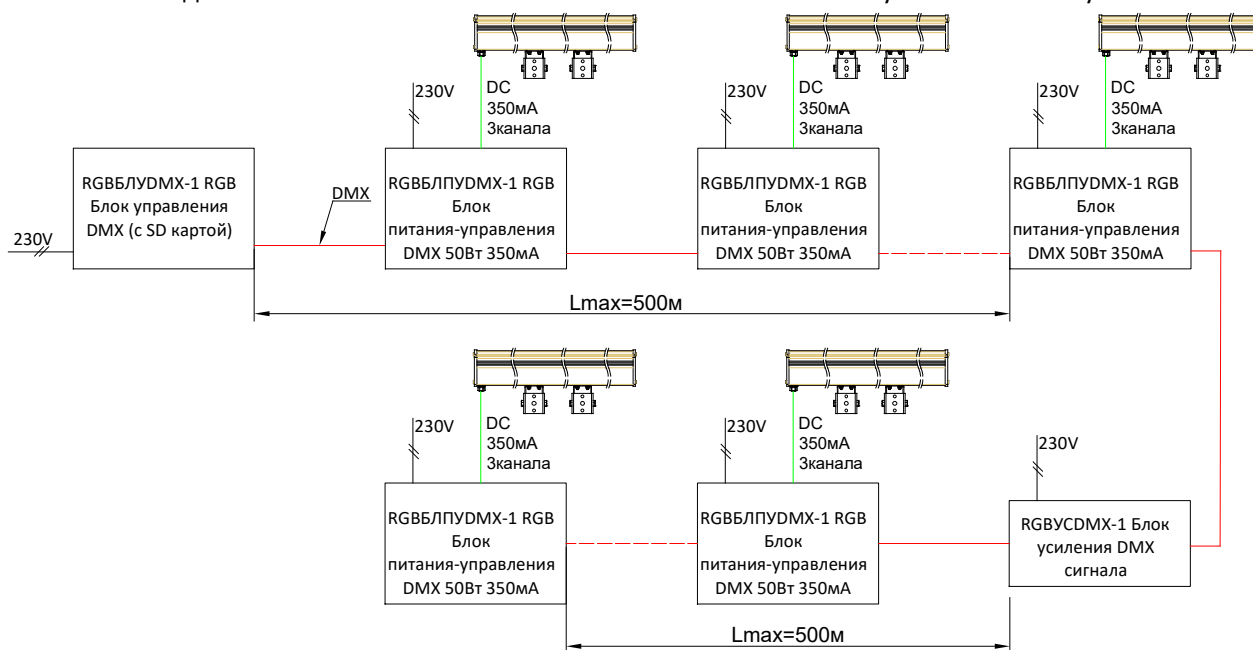 230V
DC
350мА
3канала
230V
DC
350мА
3канала
230V
DC
350мА
3канала
230V
RGBБЛУDMX-1 RGB
Блок управления
DMX (с SD картой)
DMX
RGBБЛПУDMX-1 RGB
Блок
питания-управления
DMX 50Вт 350мА
RGBБЛПУDMX-1 RGB
Блок
питания-управления
DMX 50Вт 350мА
RGBБЛПУDMX-1 RGB
Блок
питания-управления
DMX 50Вт 350мА
Lmax=500м
230V
DC
350мА
3канала
230V
DC
350мА
3канала
230V
RGBБЛПУDMX-1 RGB
Блок
питания-управления
DMX 50Вт 350мА
RGBБЛПУDMX-1 RGB
Блок
питания-управления
DMX 50Вт 350мА
RGBУСDMX-1 Блок
усиления DMX
сигнала
Lmax=500м